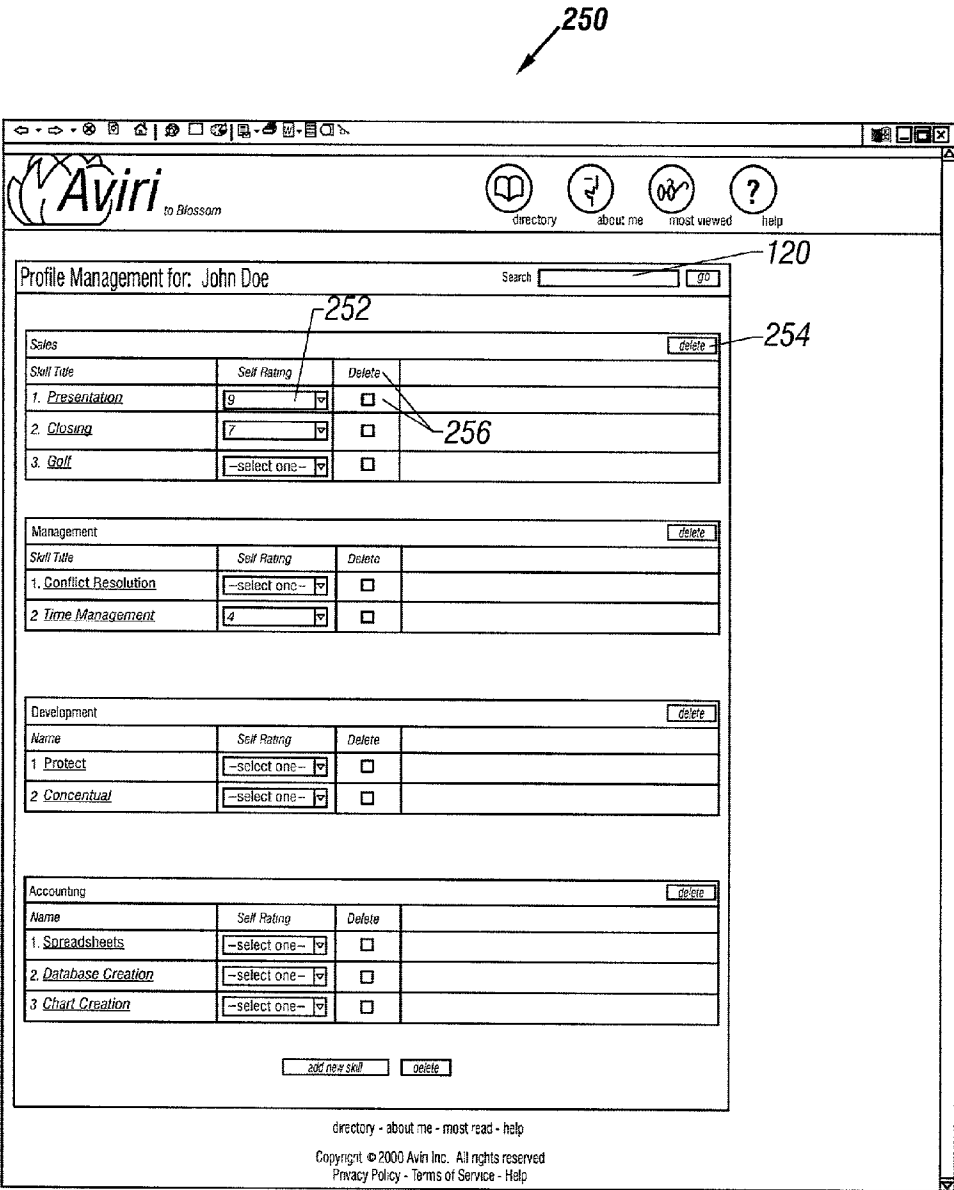 250
Aviri to Blossom
directory about me most viewed help
120
Profile Management for: John Doe Search go
252
254
Sales delete
Skill Title Self Rating Delete
1. Presentation 9
256
2. Closing 7
3. Golf –select one–
Management delete
Skill Title Self Rating Delete
1. Conflict Resolution –select one–
2 Time Management 4
Development delete
Name Self Rating Delete
1 Protect –select one–
2 Concentual –select one–
Accounting delete
Name Self Rating Delete
1. Spreadsheets –select one–
2. Database Creation –select one–
3 Chart Creation –select one–
add new skill delete
directory - about me - most read - help
Copyright © 2000 Aviri Inc. All rights reserved
Privacy Policy - Terms of Service - Help